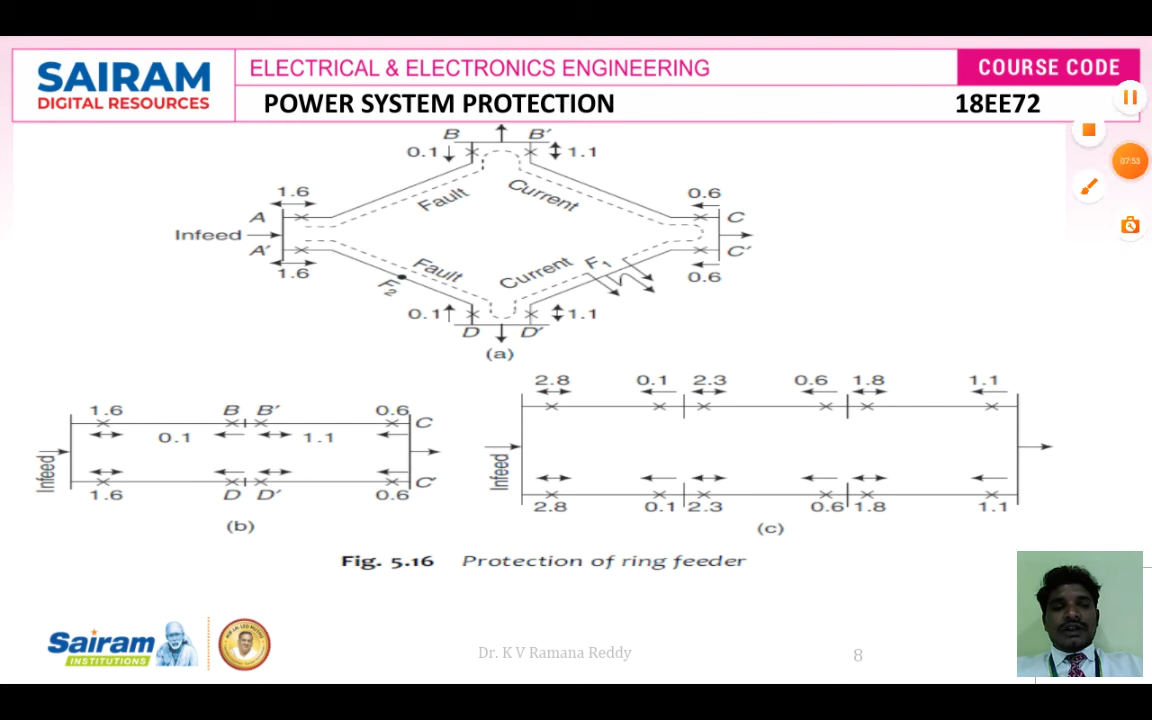 SAIRAM
DIGITAL RESOURCES
ELECTRICAL & ELECTRONICS ENGINEERING
COURSE CODE
POWER SYSTEM PROTECTION
18EE72
07:53
B B'
0.1 1.1
1.6
0.6
Fault Current
A
C
Infeed
A'
C'
1.6
0.6
Fault Current F1
F2
0.1 1.1
D D'
(a)
1.6 B B' 0.6
C
0.1 1.1
Infeed
C'
1.6 D D' 0.6
(b)
2.8 0.1 2.3 0.6 1.8 1.1
Infeed
2.8 0.1 2.3 0.6 1.8 1.1
(c)
Fig. 5.16 Protection of ring feeder
Sairam
INSTITUTIONS
Dr. K V Ramana Reddy
8